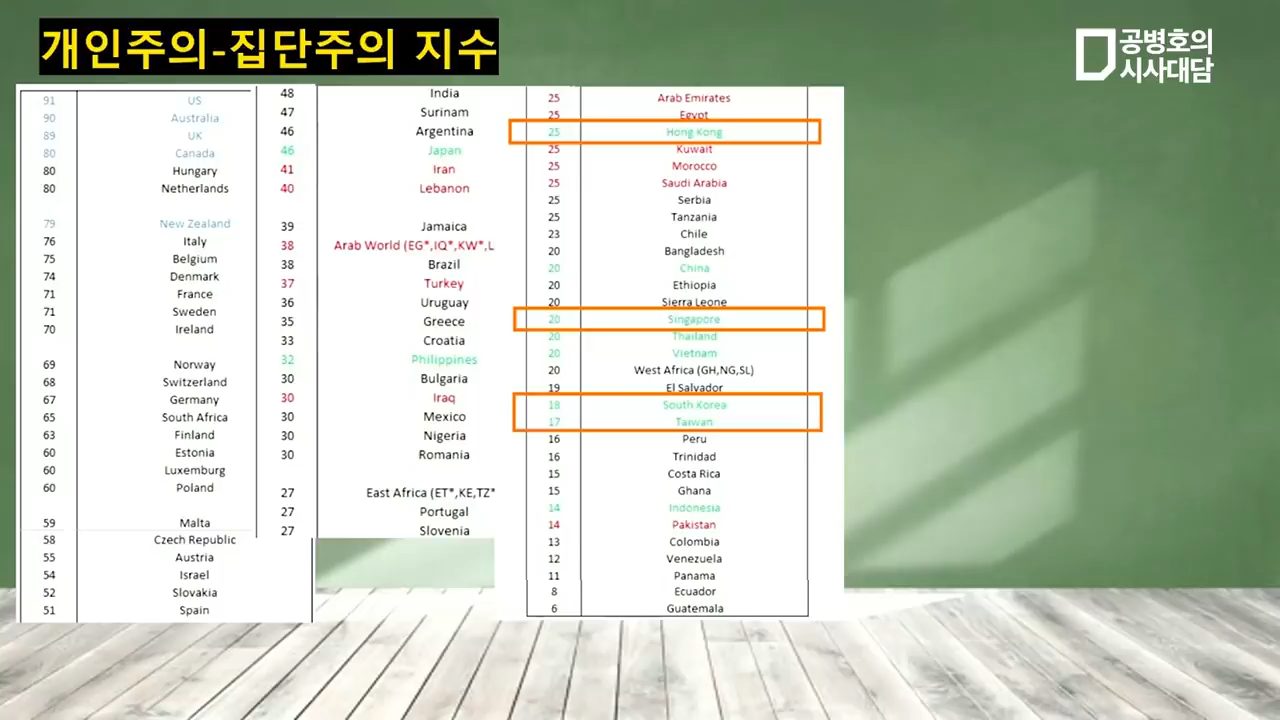 개인주의-집단주의 지수
공병호의
시사대담
91 US
90 Australia
89 UK
80 Canada
80 Hungary
80 Netherlands
79 New Zealand
76 Italy
75 Belgium
74 Denmark
71 France
71 Sweden
70 Ireland
69 Norway
68 Switzerland
67 Germany
65 South Africa
63 Finland
60 Estonia
60 Luxemburg
60 Poland
59 Malta
58 Czech Republic
55 Austria
54 Israel
52 Slovakia
51 Spain
48 India
47 Surinam
46 Argentina
46 Japan
41 Iran
40 Lebanon
39 Jamaica
38 Arab World (EG*,IQ*,KW*,L
38 Brazil
37 Turkey
36 Uruguay
35 Greece
33 Croatia
32 Philippines
30 Bulgaria
30 Iraq
30 Mexico
30 Nigeria
30 Romania
27 East Africa (ET*,KE,TZ*
27 Portugal
27 Slovenia
25 Arab Emirates
25 Egypt
25 Hong Kong
25 Kuwait
25 Morocco
25 Saudi Arabia
25 Serbia
25 Tanzania
23 Chile
20 Bangladesh
20 China
20 Ethiopia
20 Sierra Leone
20 Singapore
20 Thailand
20 Vietnam
20 West Africa (GH,NG,SL)
19 El Salvador
18 South Korea
17 Taiwan
16 Peru
16 Trinidad
15 Costa Rica
15 Ghana
14 Indonesia
14 Pakistan
13 Colombia
12 Venezuela
11 Panama
8 Ecuador
6 Guatemala